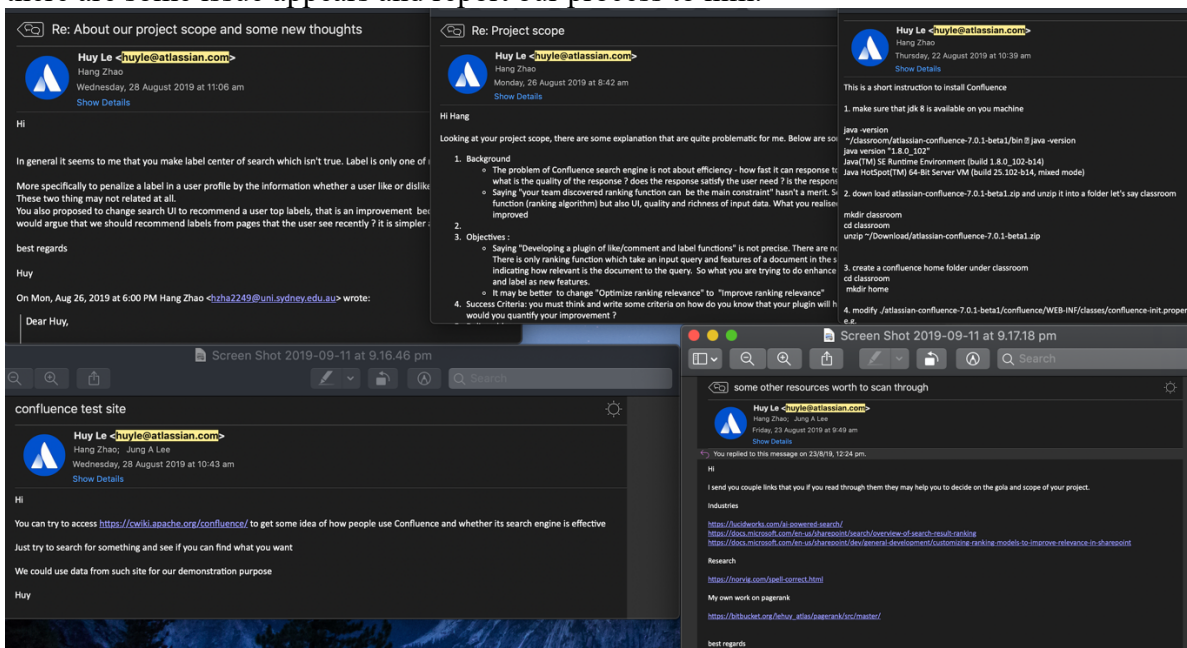 there are some issue appears and report our process to him.
Re: About our project scope and some new thoughts
Huy Le <huyle@atlassian.com>
Hang Zhao
Wednesday, 28 August 2019 at 11:06 am
Show Details
Hi
In general it seems to me that you make label center of search which isn't true. Label is only one of
More specifically to penalize a label in a user profile by the information whether a user like or dislike
These two thing may not related at all.
You also proposed to change search UI to recommend a user top labels, that is an improvement
would argue that we should recommend labels from pages that the user see recently ? it is simpler
best regards
Huy
On Mon, Aug 26, 2019 at 6:00 PM Hang Zhao <hzha2249@uni.sydney.edu.au> wrote:
Dear Huy,
Re: Project scope
Huy Le <huyle@atlassian.com>
Hang Zhao
Monday, 26 August 2019 at 8:42 am
Show Details
Hi Hang
Looking at your project scope, there are some explanation that are quite problematic for me. Below are
1. Background
○ The problem of Confluence search engine is not about efficiency - how fast it can response
what is the quality of the response ? does the response satisfy the user need ? is the
○ Saying "your team discovered ranking function can be the main constraint" hasn't a merit.
function (ranking algorithm) but also UI, quality and richness of input data. What you
improved
2.
3. Objectives :
○ Saying "Developing a plugin of like/comment and label functions" is not precise. There are
There is only ranking function which take an input query and features of a document in the
indicating how relevant is the document to the query. So what you are trying to do enhance
and label as new features.
○ It may be better to change "Optimize ranking relevance" to "Improve ranking relevance"
4. Success Criteria: you must think and write some criteria on how do you know that your plugin will
would you quantify your improvement ?
Huy Le <huyle@atlassian.com>
Hang Zhao
Thursday, 22 August 2019 at 10:39 am
Show Details
This is a short instruction to install Confluence
1. make sure that jdk 8 is available on you machine
java -version
~/classroom/atlassian-confluence-7.0.1-beta1/bin java -version
java version "1.8.0_102"
Java(TM) SE Runtime Environment (build 1.8.0_102-b14)
Java HotSpot(TM) 64-Bit Server VM (build 25.102-b14, mixed mode)
2. down load atlassian-confluence-7.0.1-beta1.zip and unzip it into a folder let's say classroom
mkdir classroom
cd classroom
unzip ~/Download/atlassian-confluence-7.0.1-beta1.zip
3. create a confluence home folder under classroom
cd classroom
mkdir home
4. modify ./atlassian-confluence-7.0.1-beta1/confluence/WEB-INF/classes/confluence-init.proper
e.g.
Screen Shot 2019-09-11 at 9.16.46 pm
Search
confluence test site
Huy Le <huyle@atlassian.com>
Hang Zhao; Jung A Lee
Wednesday, 28 August 2019 at 10:43 am
Show Details
Hi
You can try to access https://cwiki.apache.org/confluence/ to get some idea of how people use Confluence and whether its search engine is effective
Just try to search for something and see if you can find what you want
We could use data from such site for our demonstration purpose
Huy
Screen Shot 2019-09-11 at 9.17.18 pm
Search
some other resources worth to scan through
Huy Le <huyle@atlassian.com>
Hang Zhao; Jung A Lee
Friday, 23 August 2019 at 9:49 am
Show Details
You replied to this message on 23/8/19, 12:24 pm.
Hi
I send you couple links that you if you read through them they may help you to decide on the gola and scope of your project.
Industries
https://lucidworks.com/ai-powered-search/
https://docs.microsoft.com/en-us/sharepoint/search/overview-of-search-result-ranking
https://docs.microsoft.com/en-us/sharepoint/dev/general-development/customizing-ranking-models-to-improve-relevance-in-sharepoint
Research
https://norvig.com/spell-correct.html
My own work on pagerank
https://bitbucket.org/lehuy_atlas/pagerank/src/master/
best regards